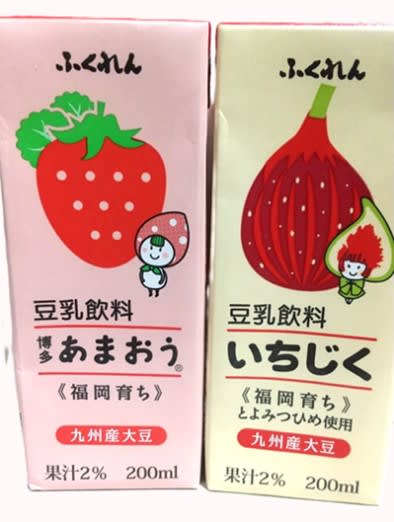 ふくれん
豆乳飲料
博多 あまおう®
《福岡育ち》
九州産大豆
果汁2% 200ml
ふくれん
豆乳飲料
いちじく
《福岡育ち》
とよみつひめ使用
九州産大豆
果汁2% 200ml